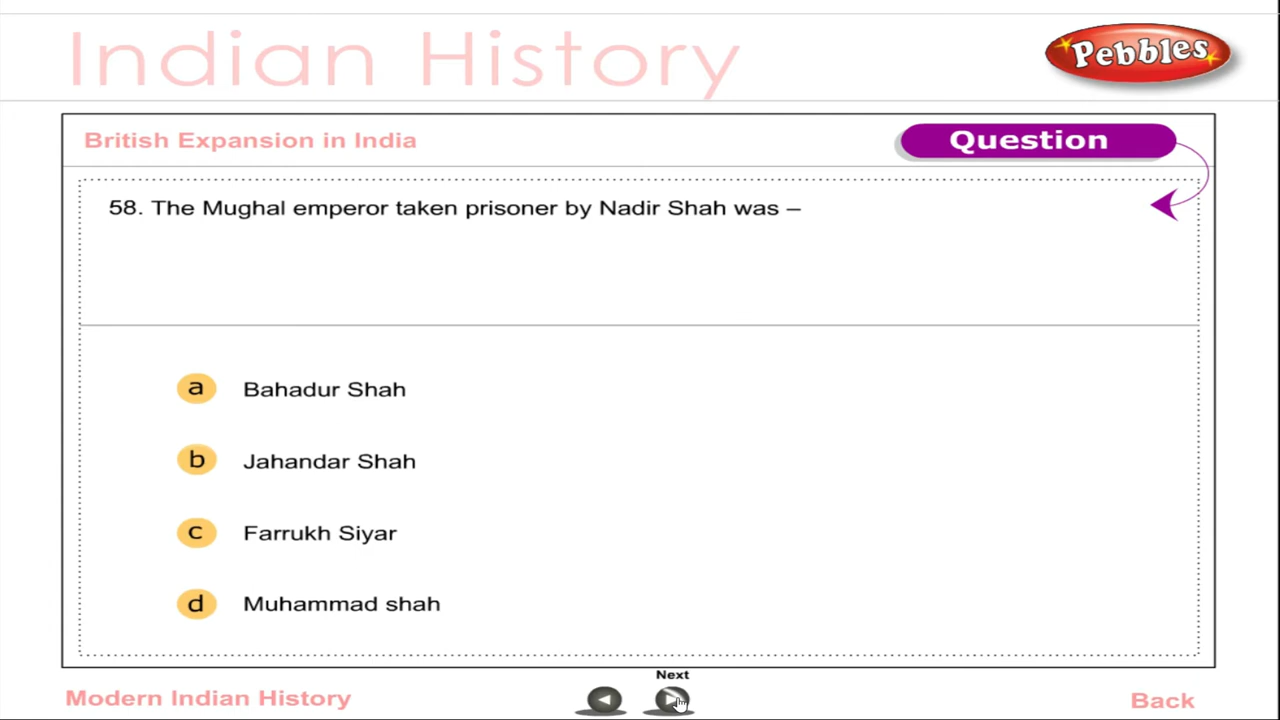 Indian History
Pebbles
British Expansion in India
Question
58. The Mughal emperor taken prisoner by Nadir Shah was –
a Bahadur Shah
b Jahandar Shah
c Farrukh Siyar
d Muhammad shah
Next
Modern Indian History
Back